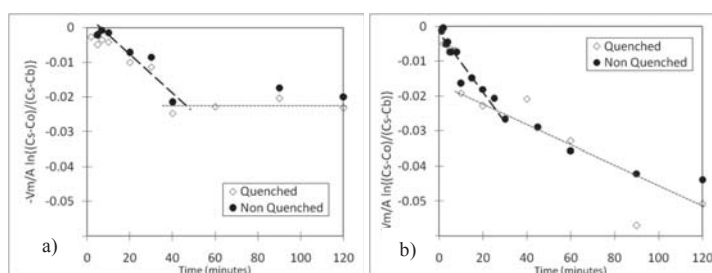 -Vm/A ln((Cs-Co)/(Cs-Cb))
0
-0.01
-0.02
-0.03
-0.04
-0.05
Quenched
Non Quenched
a)
0 20 40 60 80 100 120
Time (minutes)
Vm/A ln((Cs-Co)/(Cs-Cb))
0
-0.01
-0.02
-0.03
-0.04
-0.05
Quenched
Non Quenched
b)
0 20 40 60 80 100 120
Time (minutes)